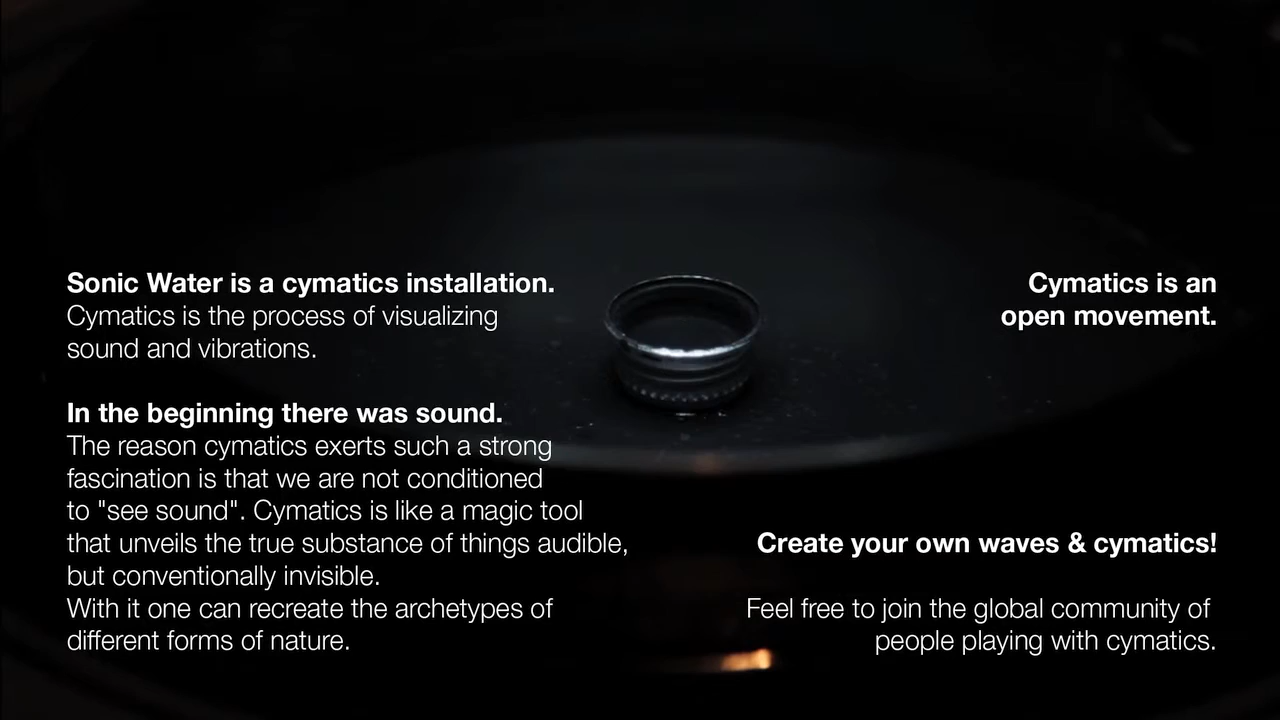 Sonic Water is a cymatics installation.
Cymatics is the process of visualizing
sound and vibrations.
In the beginning there was sound.
The reason cymatics exerts such a strong
fascination is that we are not conditioned
to "see sound". Cymatics is like a magic tool
that unveils the true substance of things audible,
but conventionally invisible.
With it one can recreate the archetypes of
different forms of nature.
Cymatics is an
open movement.
Create your own waves & cymatics!
Feel free to join the global community of
people playing with cymatics.